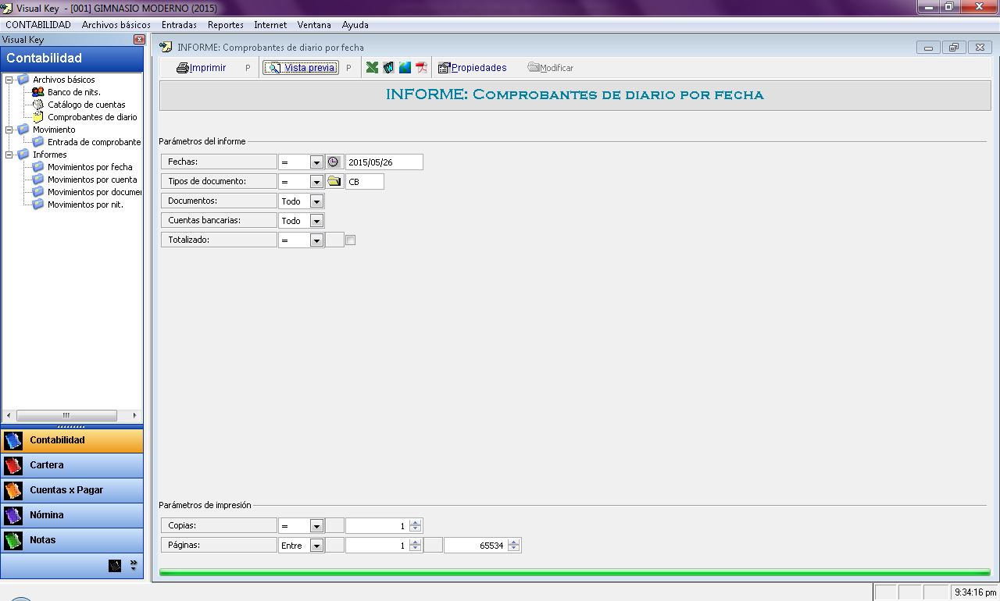 Visual Key - [001] GIMNASIO MODERNO (2015)
CONTABILIDAD Archivos básicos Entradas Reportes Internet Ventana Ayuda
Visual Key
Contabilidad
Archivos básicos
Banco de nits.
Catálogo de cuentas
Comprobantes de diario
Movimiento
Entrada de comprobante
Informes
Movimientos por fecha
Movimientos por cuenta
Movimientos por docume
Movimientos por nit.
Contabilidad
Cartera
Cuentas x Pagar
Nómina
Notas
INFORME: Comprobantes de diario por fecha
Imprimir P Vista previa P Propiedades Modificar
INFORME: Comprobantes de diario por fecha
Parámetros del informe
Fechas: = 2015/05/26
Tipos de documento: = CB
Documentos: Todo
Cuentas bancarias: Todo
Totalizado: =
Parámetros de impresión
Copias: = 1
Páginas: Entre 1 65534
9:34:16 pm